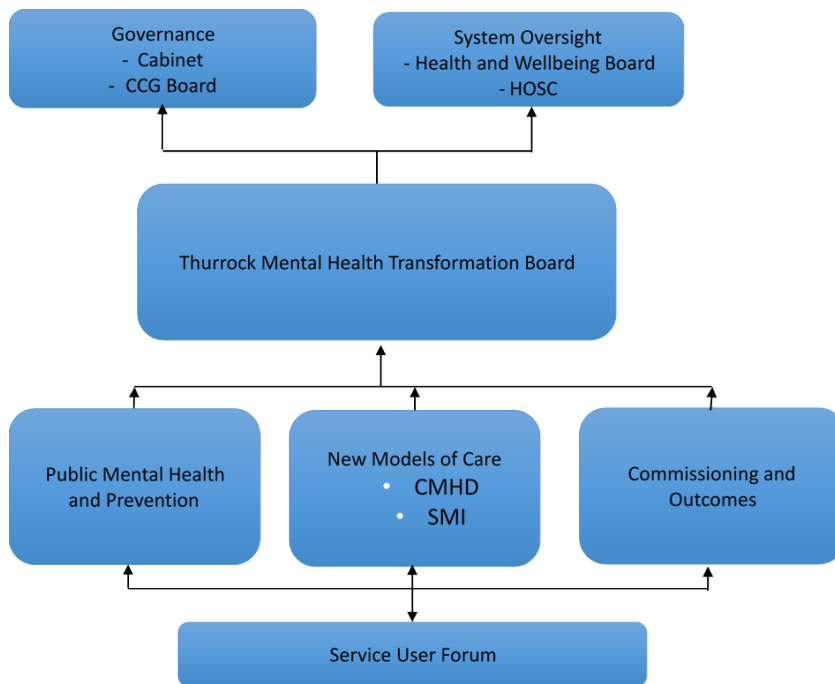 Governance
- Cabinet
- CCG Board
System Oversight
- Health and Wellbeing Board
- HOSC
Thurrock Mental Health Transformation Board
Public Mental Health
and Prevention
New Models of Care
• CMHD
• SMI
Commissioning and
Outcomes
Service User Forum